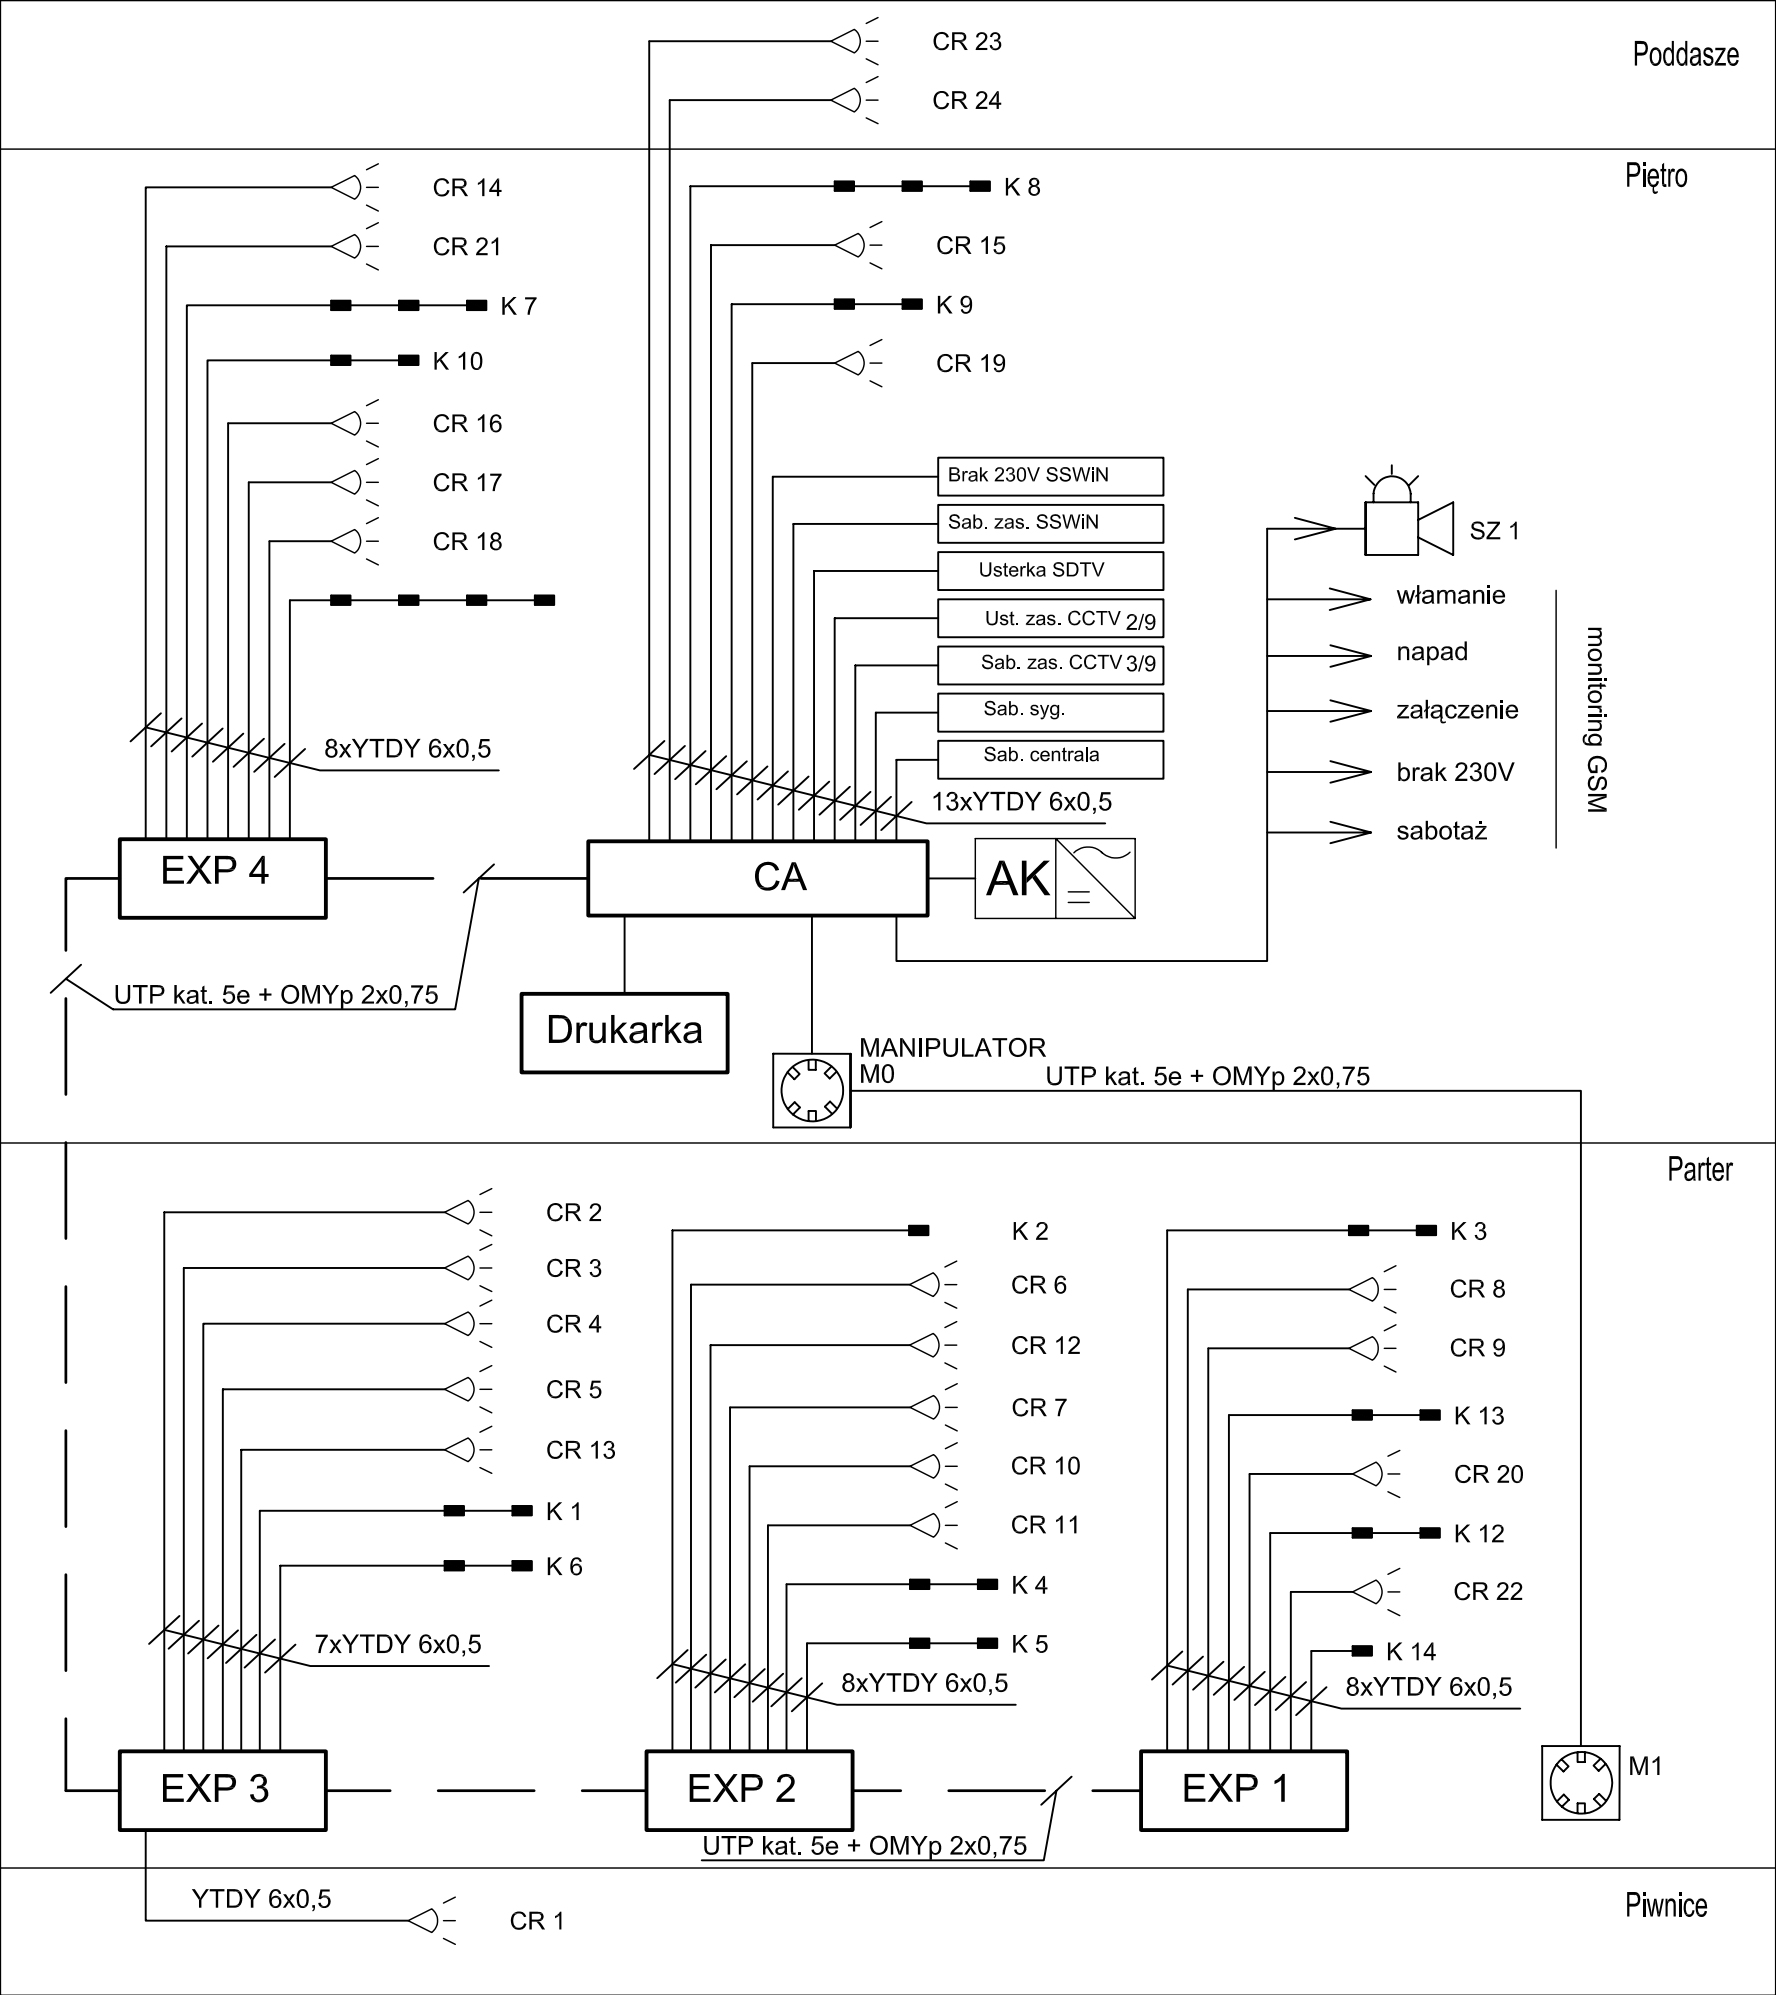 Poddasze
CR 23
CR 24
Piętro
CR 14
CR 21
K 7
K 10
CR 16
CR 17
CR 18
8xYTDY 6x0,5
K 8
CR 15
K 9
CR 19
Brak 230V SSWiN
Sab. zas. SSWiN
Usterka SDTV
Ust. zas. CCTV 2/9
Sab. zas. CCTV 3/9
Sab. syg.
Sab. centrala
13xYTDY 6x0,5
SZ 1
włamanie
napad
załączenie
brak 230V
sabotaż
monitoring GSM
EXP 4
CA
AK
UTP kat. 5e + OMYp 2x0,75
Drukarka
MANIPULATOR
M0
UTP kat. 5e + OMYp 2x0,75
Parter
CR 2
CR 3
CR 4
CR 5
CR 13
K 1
K 6
7xYTDY 6x0,5
K 2
CR 6
CR 12
CR 7
CR 10
CR 11
K 4
K 5
8xYTDY 6x0,5
K 3
CR 8
CR 9
K 13
CR 20
K 12
CR 22
K 14
8xYTDY 6x0,5
EXP 3
EXP 2
EXP 1
M1
UTP kat. 5e + OMYp 2x0,75
Piwnice
YTDY 6x0,5
CR 1